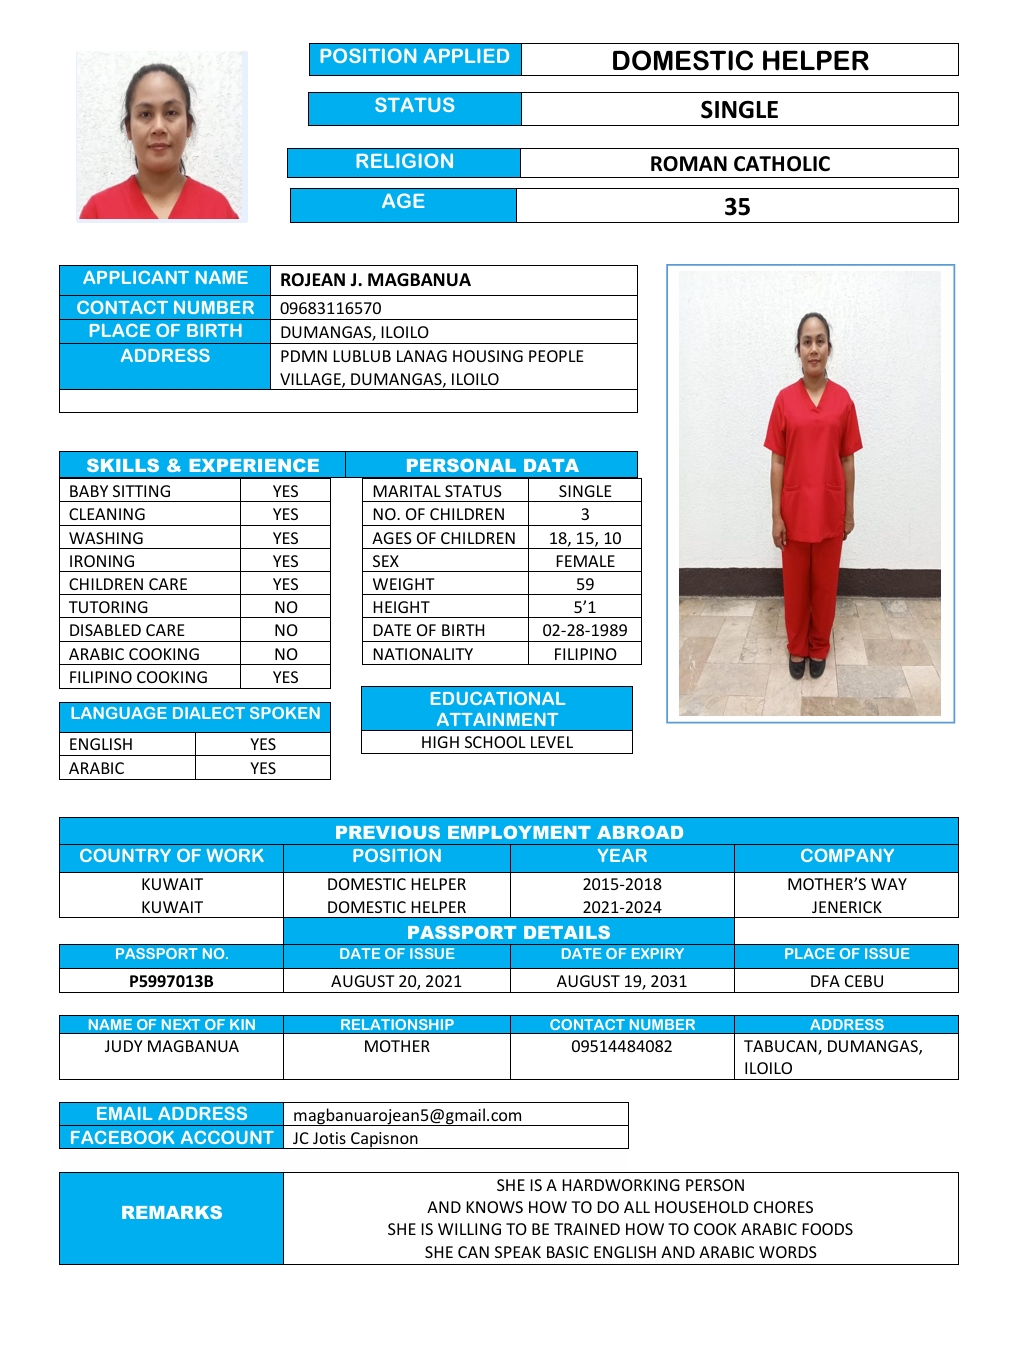 POSITION APPLIED DOMESTIC HELPER
STATUS SINGLE
RELIGION ROMAN CATHOLIC
AGE 35
APPLICANT NAME ROJEAN J. MAGBANUA
CONTACT NUMBER 09683116570
PLACE OF BIRTH DUMANGAS, ILOILO
ADDRESS PDMN LUBLUB LANAG HOUSING PEOPLE
VILLAGE, DUMANGAS, ILOILO
SKILLS & EXPERIENCE
BABY SITTING YES
CLEANING YES
WASHING YES
IRONING YES
CHILDREN CARE YES
TUTORING NO
DISABLED CARE NO
ARABIC COOKING NO
FILIPINO COOKING YES
LANGUAGE DIALECT SPOKEN
ENGLISH YES
ARABIC YES
PERSONAL DATA
MARITAL STATUS SINGLE
NO. OF CHILDREN 3
AGES OF CHILDREN 18, 15, 10
SEX FEMALE
WEIGHT 59
HEIGHT 5’1
DATE OF BIRTH 02-28-1989
NATIONALITY FILIPINO
EDUCATIONAL
ATTAINMENT
HIGH SCHOOL LEVEL
PREVIOUS EMPLOYMENT ABROAD
COUNTRY OF WORK POSITION YEAR COMPANY
KUWAIT DOMESTIC HELPER 2015-2018 MOTHER’S WAY
KUWAIT DOMESTIC HELPER 2021-2024 JENERICK
PASSPORT DETAILS
PASSPORT NO. DATE OF ISSUE DATE OF EXPIRY PLACE OF ISSUE
P5997013B AUGUST 20, 2021 AUGUST 19, 2031 DFA CEBU
NAME OF NEXT OF KIN RELATIONSHIP CONTACT NUMBER ADDRESS
JUDY MAGBANUA MOTHER 09514484082 TABUCAN, DUMANGAS,
ILOILO
EMAIL ADDRESS magbanuarojean5@gmail.com
FACEBOOK ACCOUNT JC Jotis Capisnon
REMARKS
SHE IS A HARDWORKING PERSON
AND KNOWS HOW TO DO ALL HOUSEHOLD CHORES
SHE IS WILLING TO BE TRAINED HOW TO COOK ARABIC FOODS
SHE CAN SPEAK BASIC ENGLISH AND ARABIC WORDS